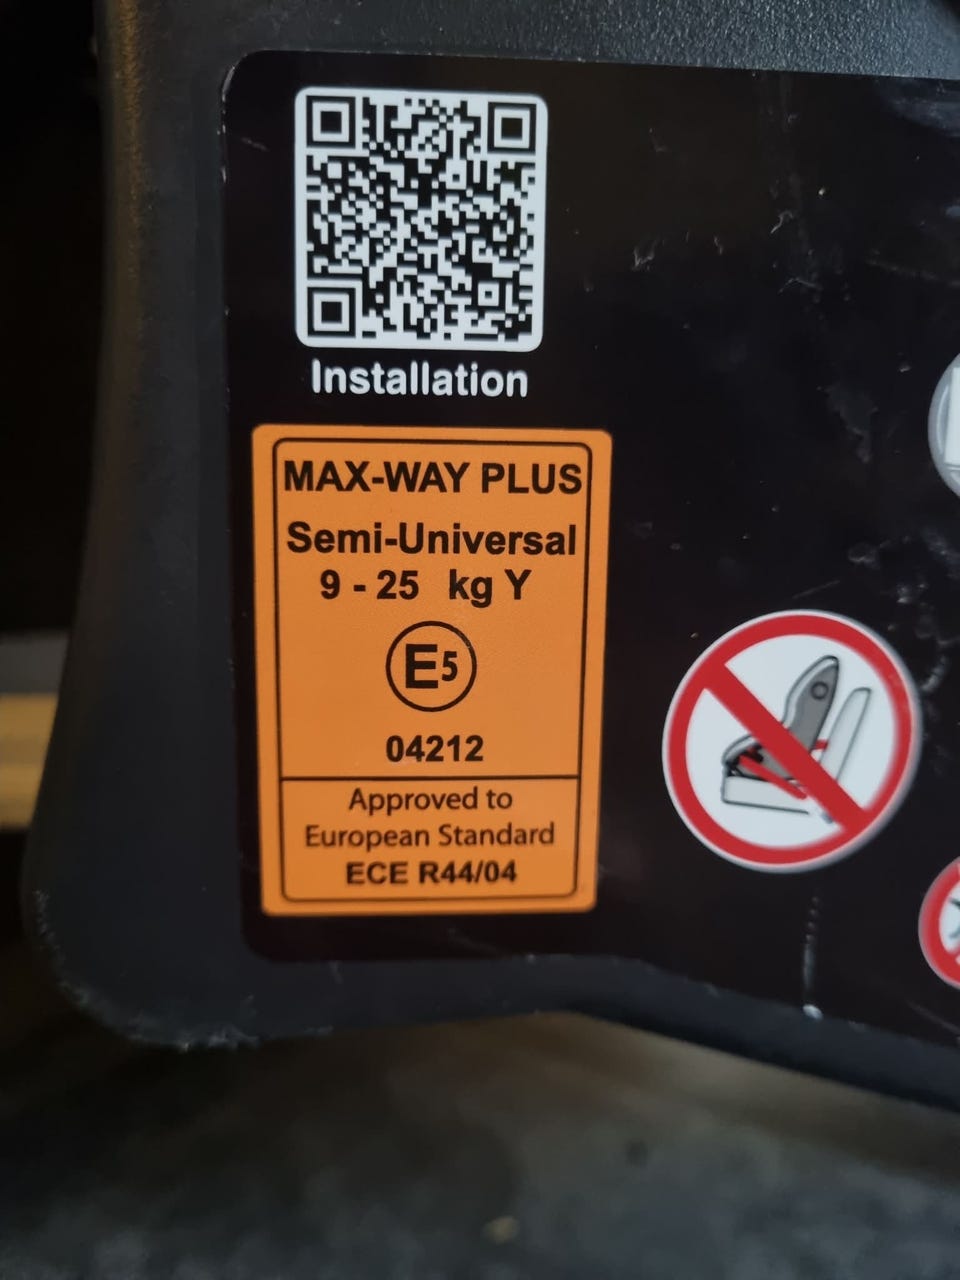 Installation
MAX-WAY PLUS
Semi-Universal
9 - 25 kg Y
E5
04212
Approved to
European Standard
ECE R44/04